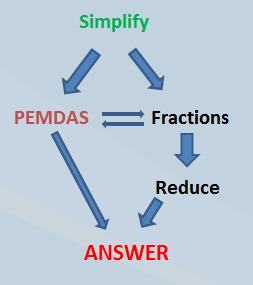 Simplify
PEMDAS Fractions
Reduce
ANSWER